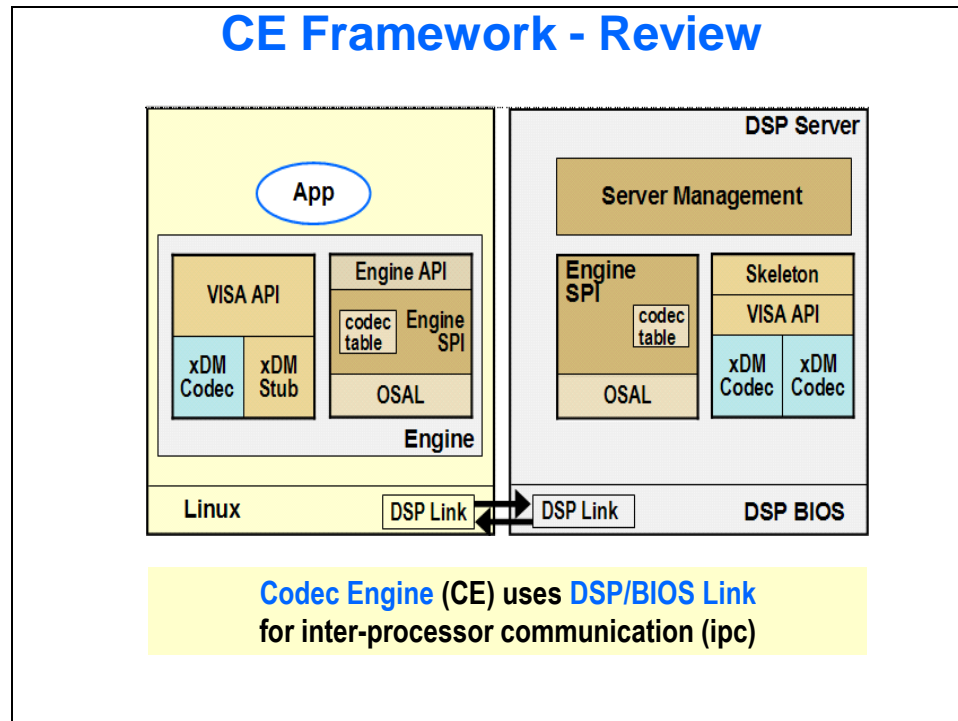 CE Framework - Review
App
VISA API
xDM
Codec
xDM
Stub
Engine API
codec
table
Engine
SPI
OSAL
Engine
Linux
DSP Link
DSP Server
Server Management
Engine
SPI
codec
table
OSAL
Skeleton
VISA API
xDM
Codec
xDM
Codec
DSP Link
DSP BIOS
Codec Engine (CE) uses DSP/BIOS Link
for inter-processor communication (ipc)